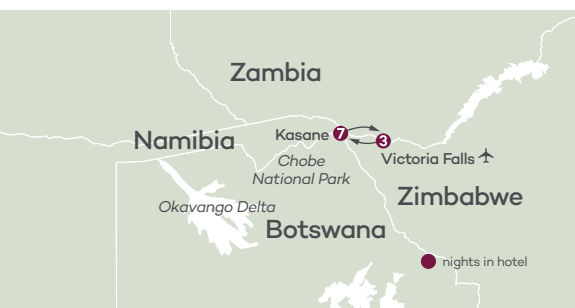 Zambia
Namibia
Kasane 7
3
Victoria Falls
Chobe
National Park
Zimbabwe
Okavango Delta
Botswana
nights in hotel